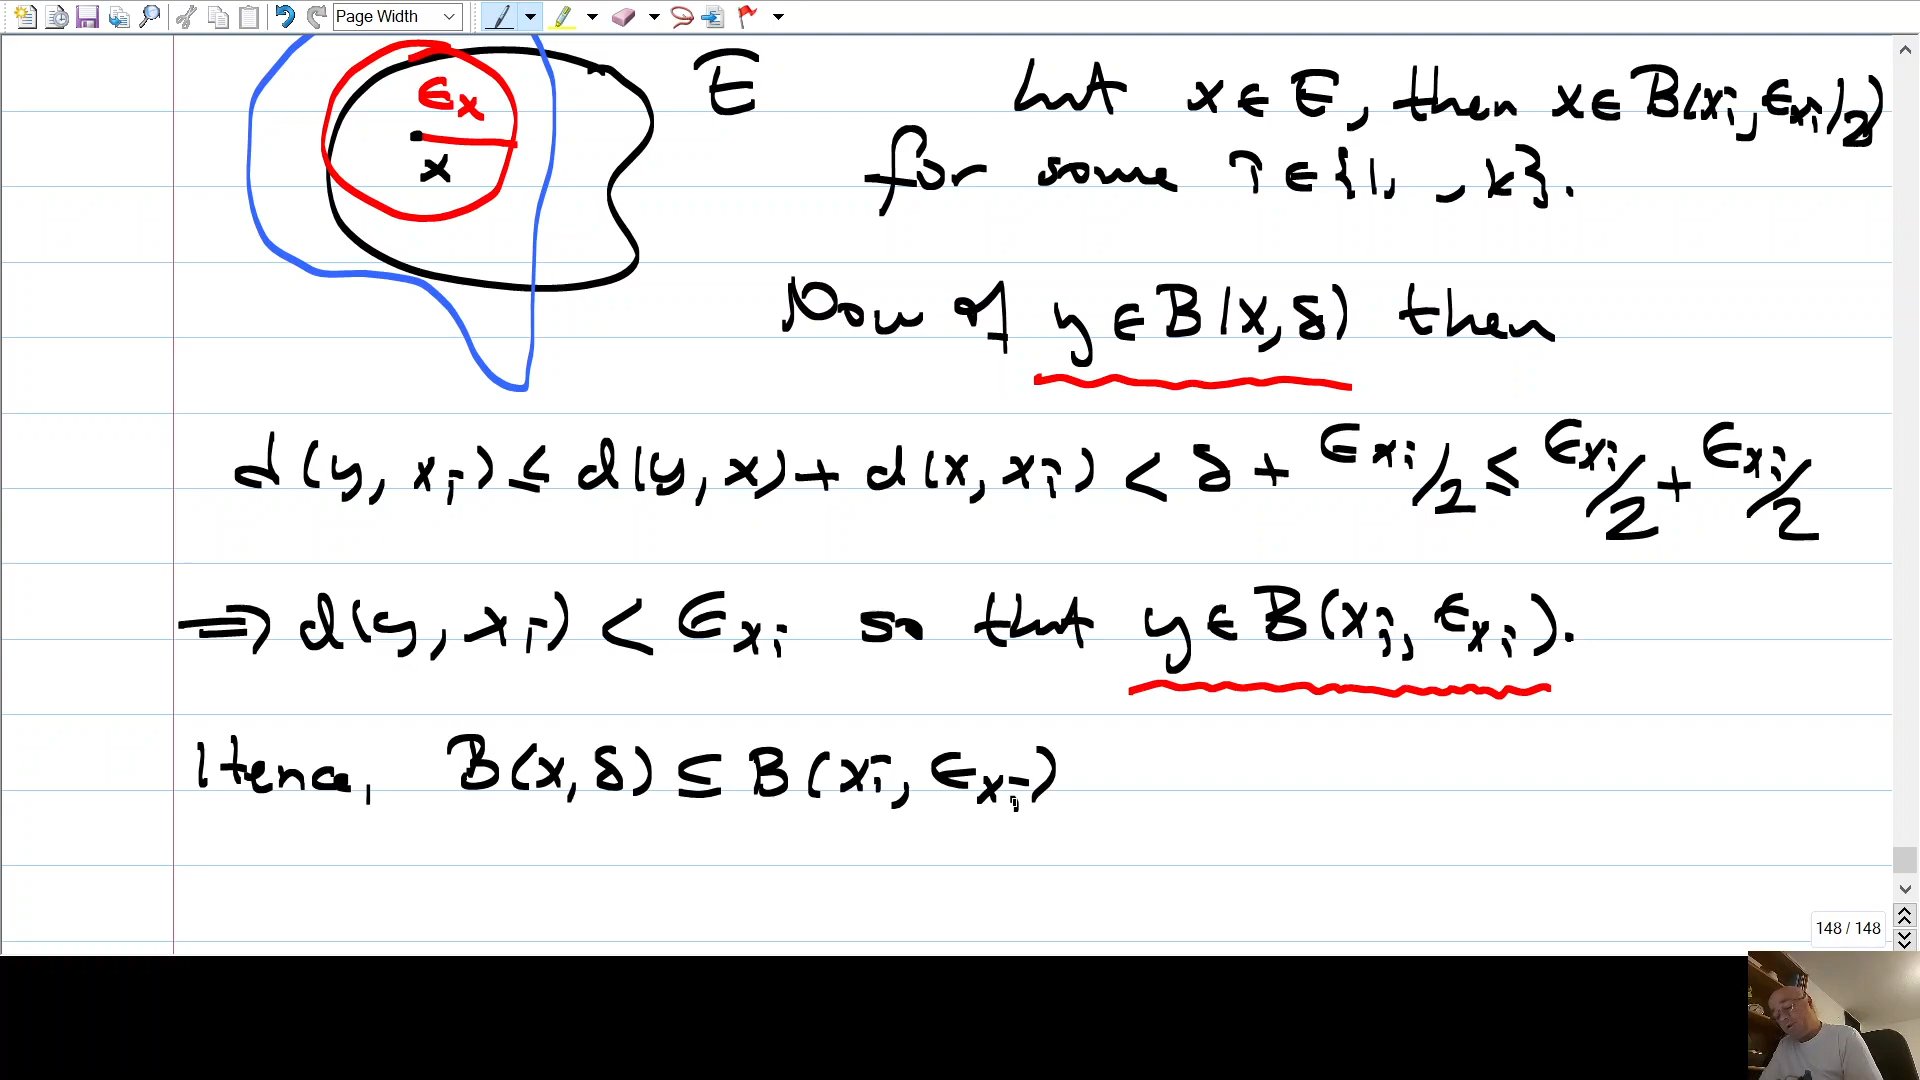 Page Width
E
Let x ∈ E, then x ∈ B(xᵢ, ϵₓᵢ/2)
ϵₓ
x
for some i ∈ {1, , k}.
Now if y ∈ B(x, δ) then
d(y, xᵢ) ≤ d(y, x) + d(x, xᵢ) < δ + ϵₓᵢ/2 ≤ ϵₓᵢ/2 + ϵₓᵢ/2
⇒ d(y, xᵢ) < ϵₓᵢ so that y ∈ B(xᵢ, ϵₓᵢ).
Hence, B(x, δ) ⊆ B(xᵢ, ϵₓᵢ)
148 / 148